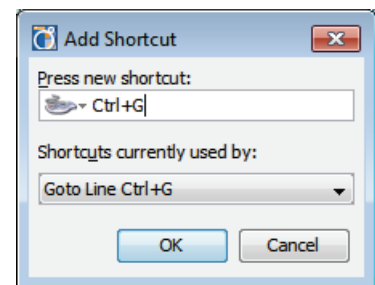 Add Shortcut
Press new shortcut:
Ctrl+G
Shortcuts currently used by:
Goto Line Ctrl+G
OK Cancel